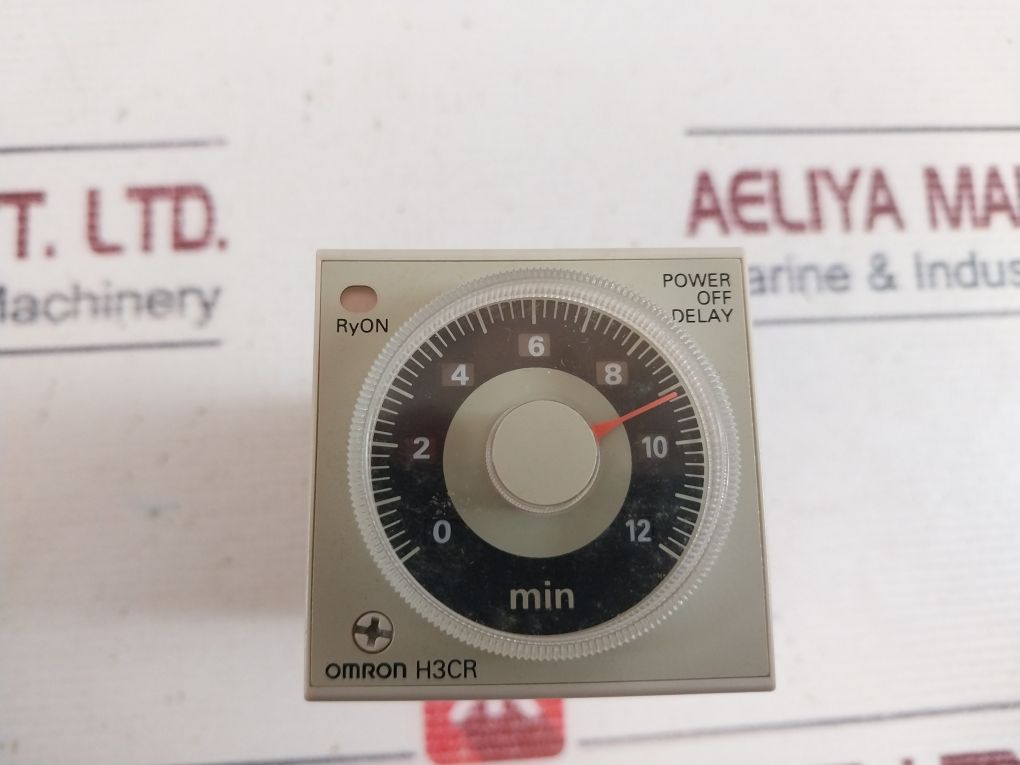 T. LTD.
Machinery
AELIYA MA
arine & Indus
RyON
POWER
OFF
DELAY
0
2
4
6
8
10
12
min
OMRON H3CR